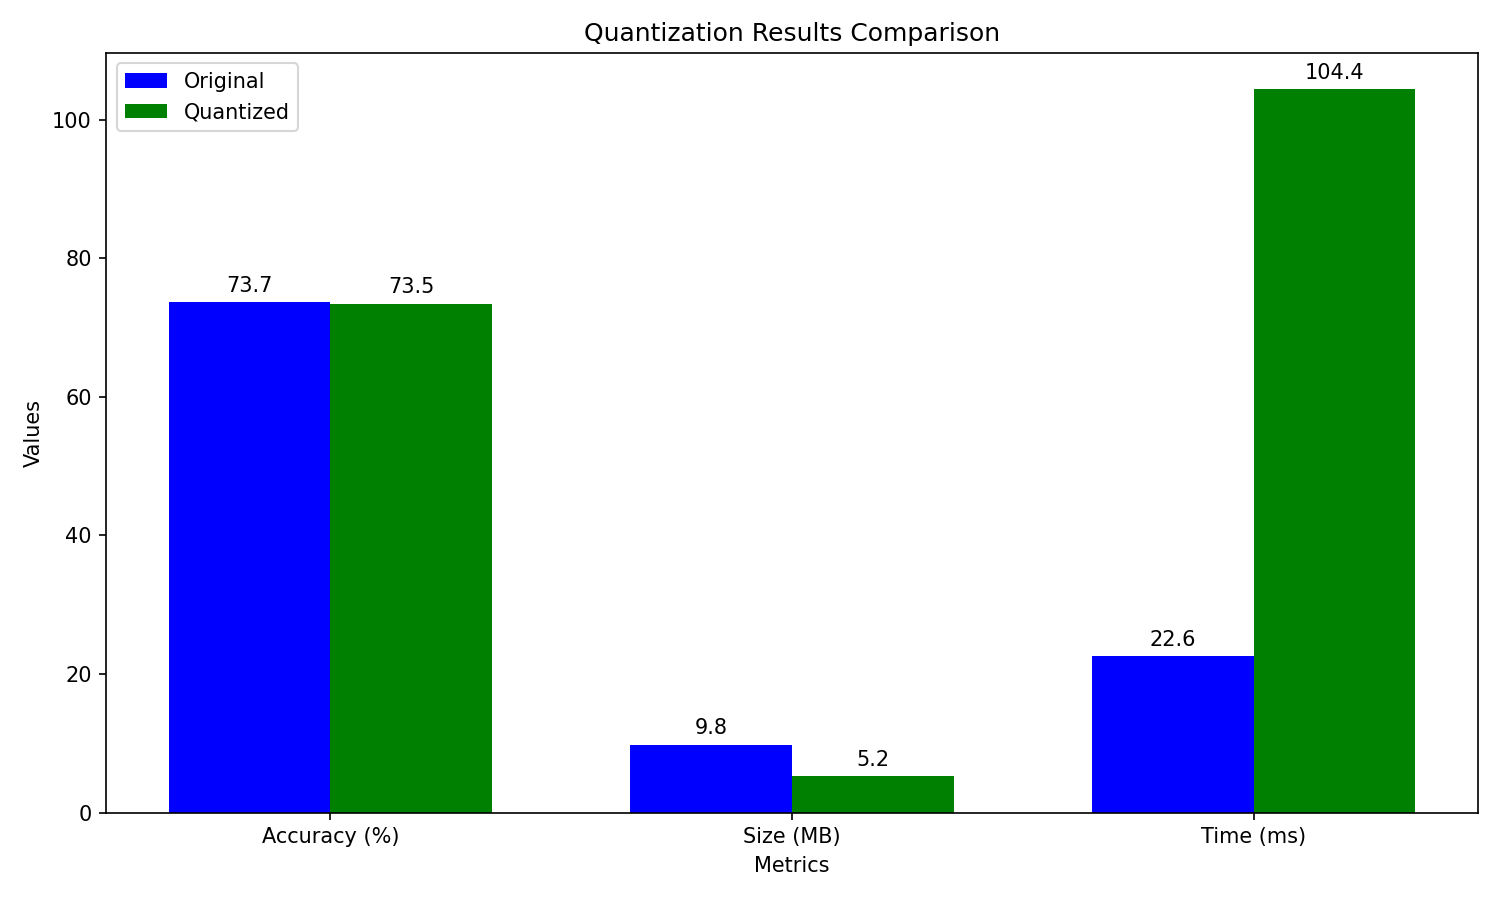 Quantization Results Comparison
Original
Quantized
Values
100
80
60
40
20
0
73.7
73.5
9.8
5.2
22.6
104.4
Accuracy (%)
Size (MB)
Time (ms)
Metrics